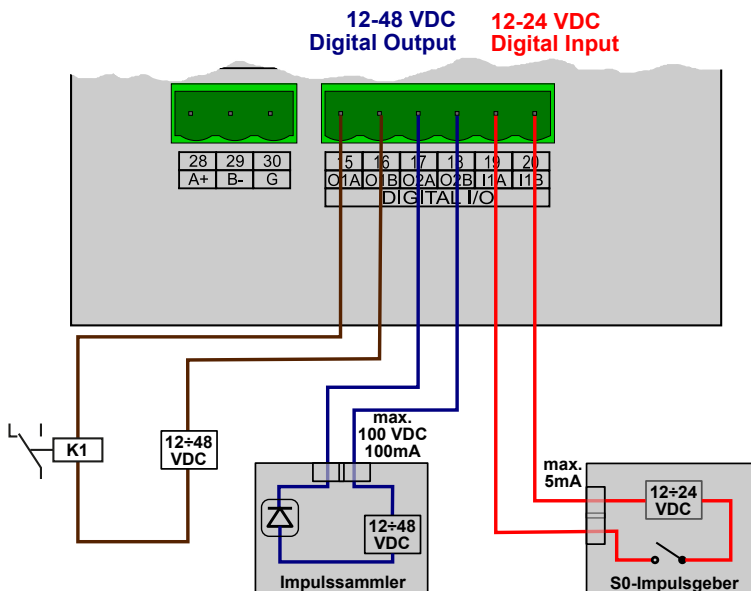 12-48 VDC
Digital Output
12-24 VDC
Digital Input
28 29 30
A+ B- G
15 16 17 18 19 20
O1A O1B O2A O2B I1A I1B
DIGITAL I/O
K1
12÷48
VDC
max.
100 VDC
100mA
12÷48
VDC
Impulssammler
max.
5mA
12÷24
VDC
S0-Impulsgeber